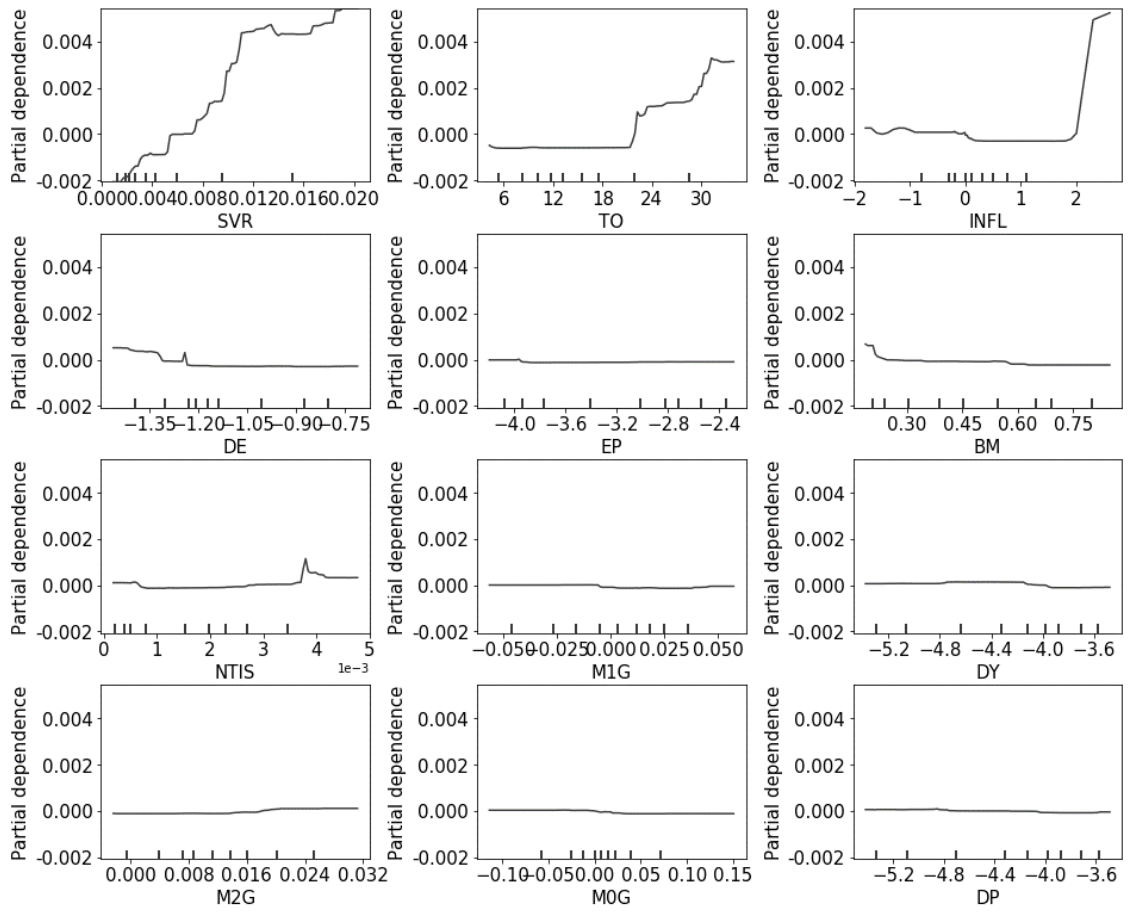 Partial dependence
0.004
0.002
0.000
-0.002
0.0000.0040.0080.0120.0160.020
SVR
Partial dependence
0.004
0.002
0.000
-0.002
6 12 18 24 30
TO
Partial dependence
0.004
0.002
0.000
-0.002
−2 −1 0 1 2
INFL
Partial dependence
0.004
0.002
0.000
-0.002
−1.35−1.20−1.05−0.90−0.75
DE
Partial dependence
0.004
0.002
0.000
-0.002
−4.0 −3.6 −3.2 −2.8 −2.4
EP
Partial dependence
0.004
0.002
0.000
-0.002
0.30 0.45 0.60 0.75
BM
Partial dependence
0.004
0.002
0.000
-0.002
0 1 2 3 4 5
NTIS 1e−3
Partial dependence
0.004
0.002
0.000
-0.002
−0.050−0.025 0.000 0.025 0.050
M1G
Partial dependence
0.004
0.002
0.000
-0.002
−5.2 −4.8 −4.4 −4.0 −3.6
DY
Partial dependence
0.004
0.002
0.000
-0.002
0.000 0.008 0.016 0.024 0.032
M2G
Partial dependence
0.004
0.002
0.000
-0.002
−0.10−0.05 0.00 0.05 0.10 0.15
M0G
Partial dependence
0.004
0.002
0.000
-0.002
−5.2 −4.8 −4.4 −4.0 −3.6
DP